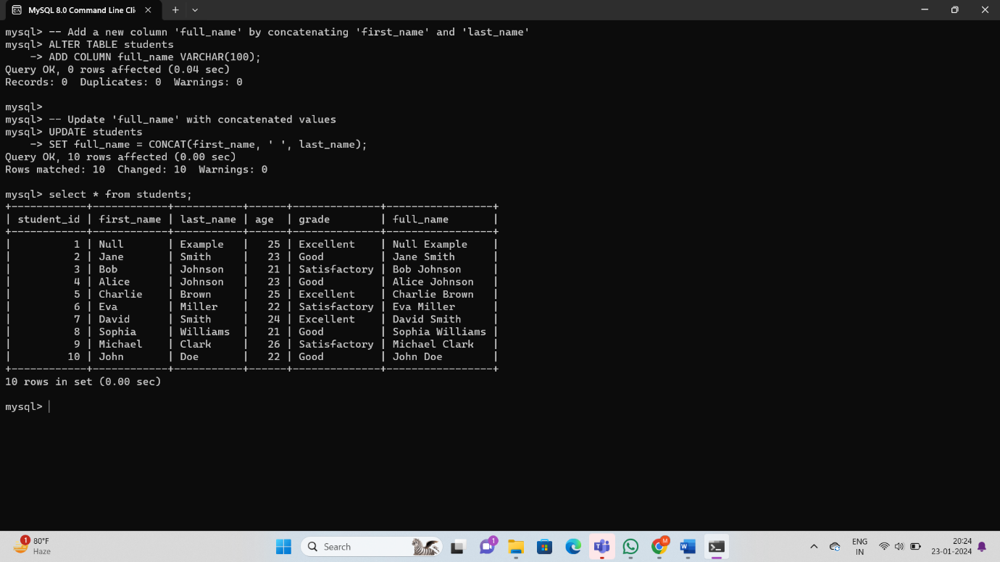 MySQL 8.0 Command Line Cli
mysql> -- Add a new column 'full_name' by concatenating 'first_name' and 'last_name'
mysql> ALTER TABLE students
    -> ADD COLUMN full_name VARCHAR(100);
Query OK, 0 rows affected (0.04 sec)
Records: 0  Duplicates: 0  Warnings: 0
mysql>
mysql> -- Update 'full_name' with concatenated values
mysql> UPDATE students
    -> SET full_name = CONCAT(first_name, ' ', last_name);
Query OK, 10 rows affected (0.00 sec)
Rows matched: 10  Changed: 10  Warnings: 0
mysql> select * from students;
+------------+------------+-----------+------+--------------+-----------------+
| student_id | first_name | last_name | age  | grade        | full_name       |
+------------+------------+-----------+------+--------------+-----------------+
|          1 | Null       | Example   |   25 | Excellent    | Null Example    |
|          2 | Jane       | Smith     |   23 | Good         | Jane Smith      |
|          3 | Bob        | Johnson   |   21 | Satisfactory | Bob Johnson     |
|          4 | Alice      | Johnson   |   23 | Good         | Alice Johnson   |
|          5 | Charlie    | Brown     |   25 | Excellent    | Charlie Brown   |
|          6 | Eva        | Miller    |   22 | Satisfactory | Eva Miller      |
|          7 | David      | Smith     |   24 | Excellent    | David Smith     |
|          8 | Sophia     | Williams  |   21 | Good         | Sophia Williams |
|          9 | Michael    | Clark     |   26 | Satisfactory | Michael Clark   |
|         10 | John       | Doe       |   22 | Good         | John Doe        |
+------------+------------+-----------+------+--------------+-----------------+
10 rows in set (0.00 sec)
mysql>
1
80°F
Haze
Search
1
M
ENG
IN
20:24
23-01-2024